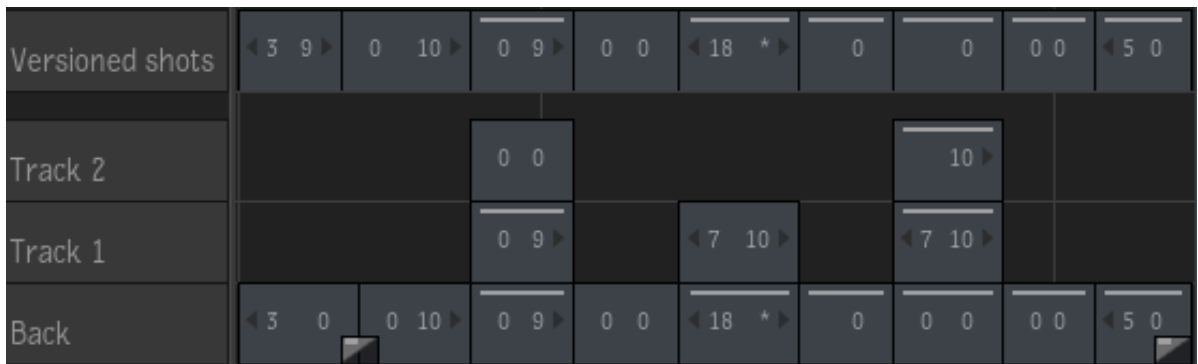 Versioned shots 3 9 0 10 0 9 0 0 18 * 0 0 0 0 5 0
Track 2 0 0 10
Track 1 0 9 7 10 7 10
Back 3 0 0 10 0 9 0 0 18 * 0 0 0 0 0 5 0